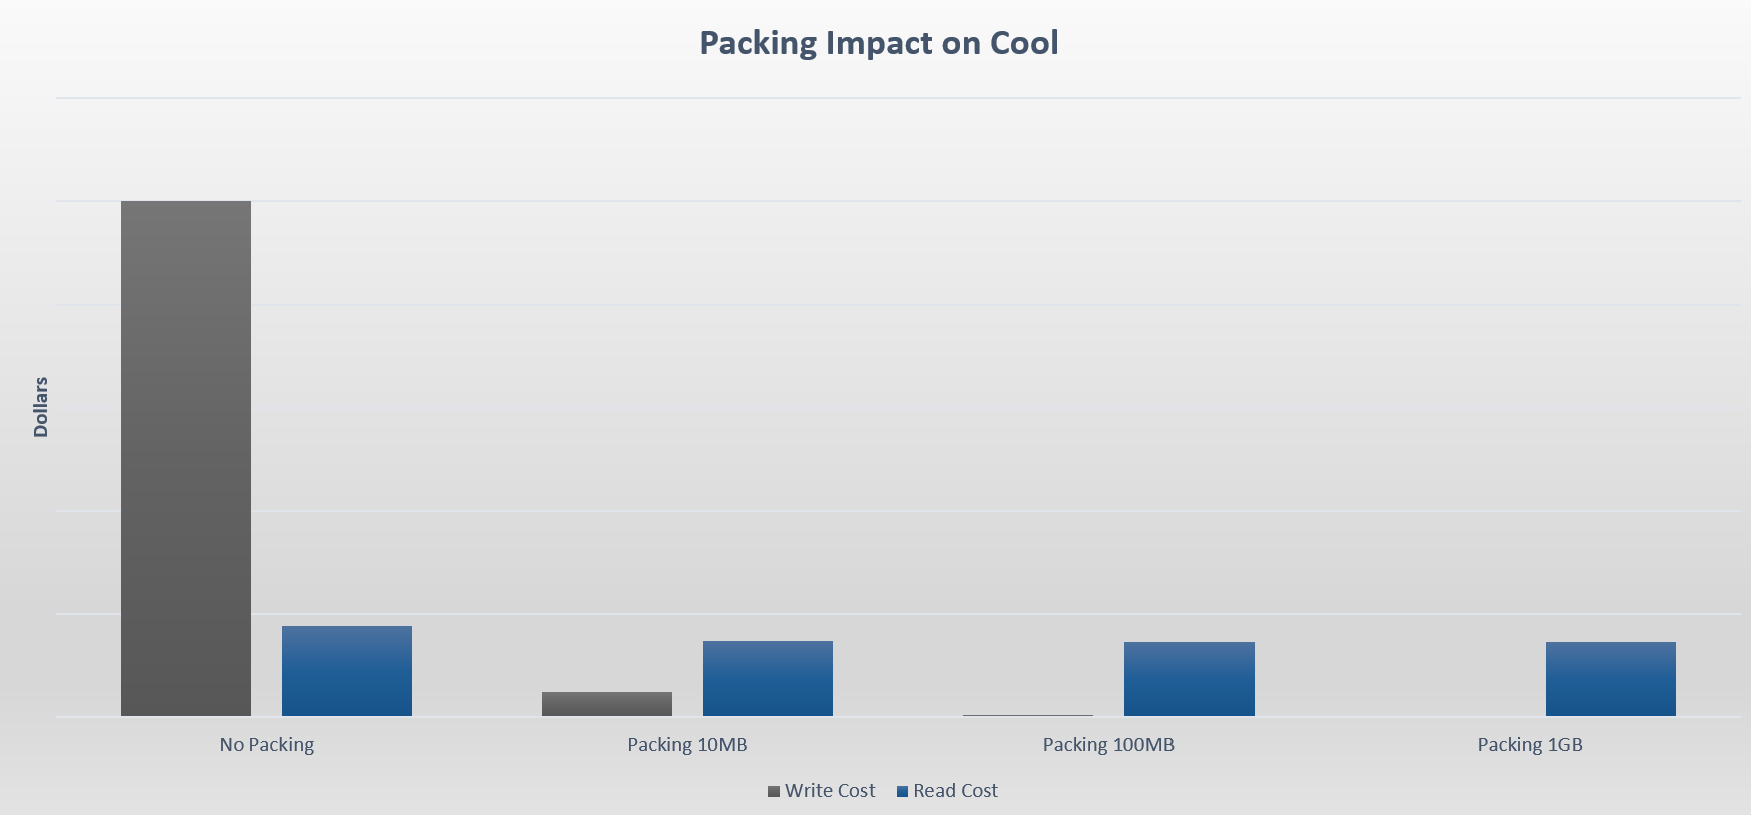 Packing Impact on Cool
Dollars
No Packing
Packing 10MB
Packing 100MB
Packing 1GB
Write Cost
Read Cost